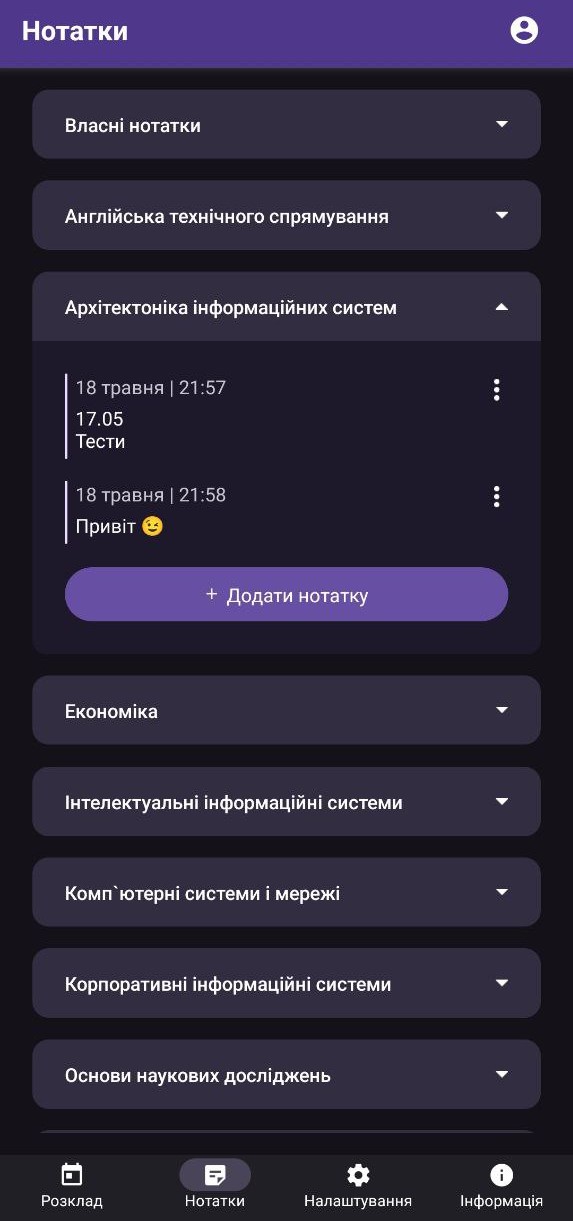 Нотатки
Власні нотатки
Англійська технічного спрямування
Архітектоніка інформаційних систем
18 травня | 21:57
17.05
Тести
18 травня | 21:58
Привіт 😉
+ Додати нотатку
Економіка
Інтелектуальні інформаційні системи
Комп`ютерні системи і мережі
Корпоративні інформаційні системи
Основи наукових досліджень
Розклад
Нотатки
Налаштування
Інформація